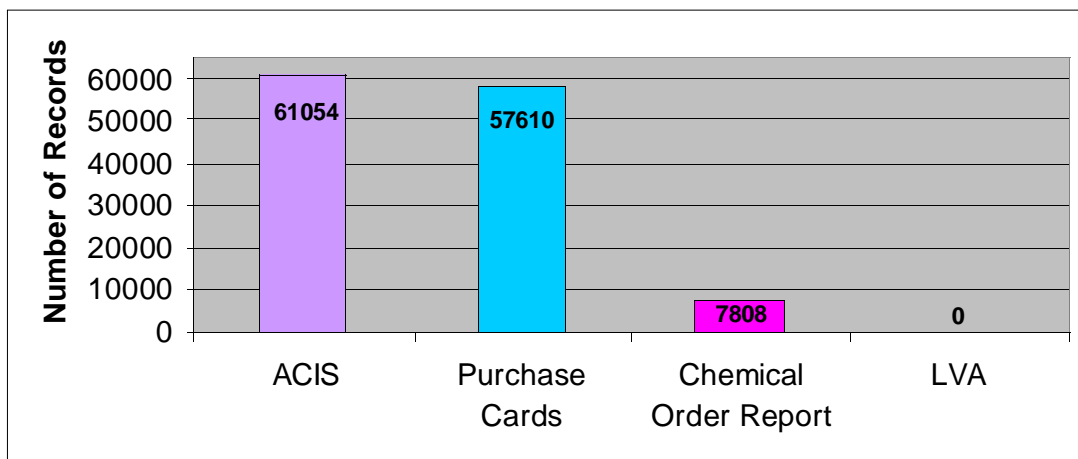 Number of Records
60000
50000
40000
30000
20000
10000
0
61054
57610
7808
0
ACIS
Purchase
Cards
Chemical
Order Report
LVA